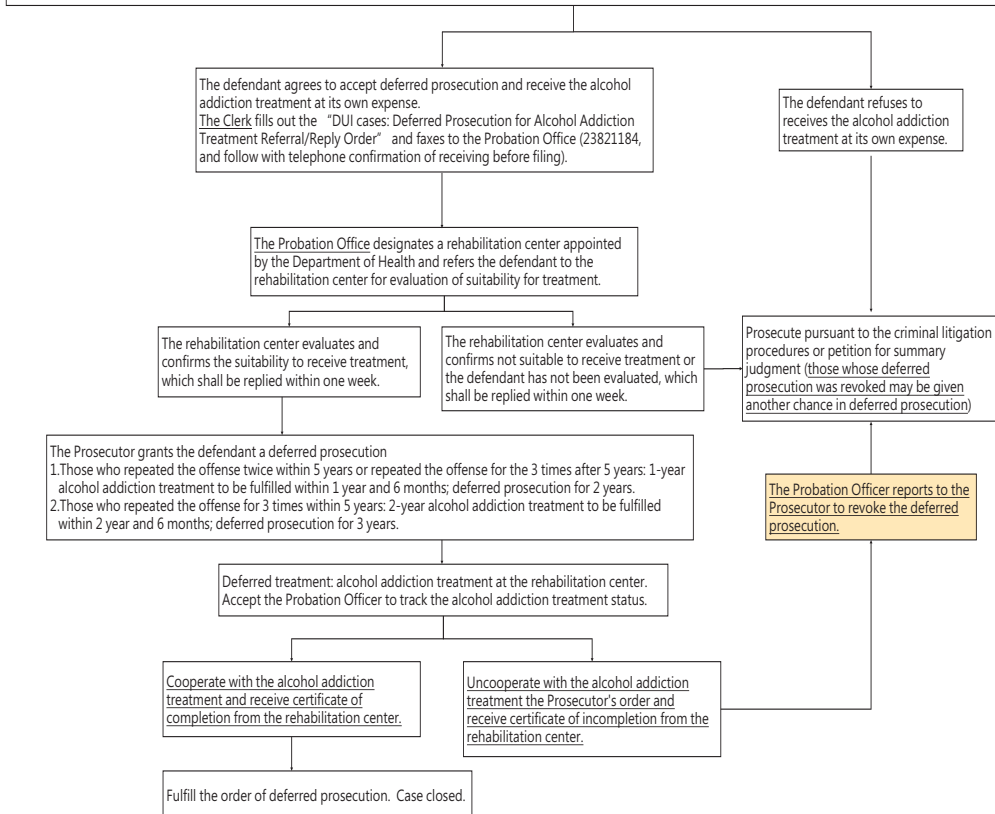 The defendant agrees to accept deferred prosecution and receive the alcohol
addiction treatment at its own expense.
The Clerk fills out the “DUI cases: Deferred Prosecution for Alcohol Addiction
Treatment Referral/Reply Order” and faxes to the Probation Office (23821184,
and follow with telephone confirmation of receiving before filing).
The defendant refuses to
receives the alcohol addiction
treatment at its own expense.
The Probation Office designates a rehabilitation center appointed
by the Department of Health and refers the defendant to the
rehabilitation center for evaluation of suitability for treatment.
The rehabilitation center evaluates and
confirms the suitability to receive treatment,
which shall be replied within one week.
The rehabilitation center evaluates and
confirms not suitable to receive treatment or
the defendant has not been evaluated, which
shall be replied within one week.
Prosecute pursuant to the criminal litigation
procedures or petition for summary
judgment (those whose deferred
prosecution was revoked may be given
another chance in deferred prosecution)
The Prosecutor grants the defendant a deferred prosecution
1.Those who repeated the offense twice within 5 years or repeated the offense for the 3 times after 5 years: 1-year
alcohol addiction treatment to be fulfilled within 1 year and 6 months; deferred prosecution for 2 years.
2.Those who repeated the offense for 3 times within 5 years: 2-year alcohol addiction treatment to be fulfilled
within 2 year and 6 months; deferred prosecution for 3 years.
The Probation Officer reports to the
Prosecutor to revoke the deferred
prosecution.
Deferred treatment: alcohol addiction treatment at the rehabilitation center.
Accept the Probation Officer to track the alcohol addiction treatment status.
Cooperate with the alcohol addiction
treatment and receive certificate of
completion from the rehabilitation center.
Uncooperate with the alcohol addiction
treatment the Prosecutor's order and
receive certificate of incompletion from the
rehabilitation center.
Fulfill the order of deferred prosecution. Case closed.